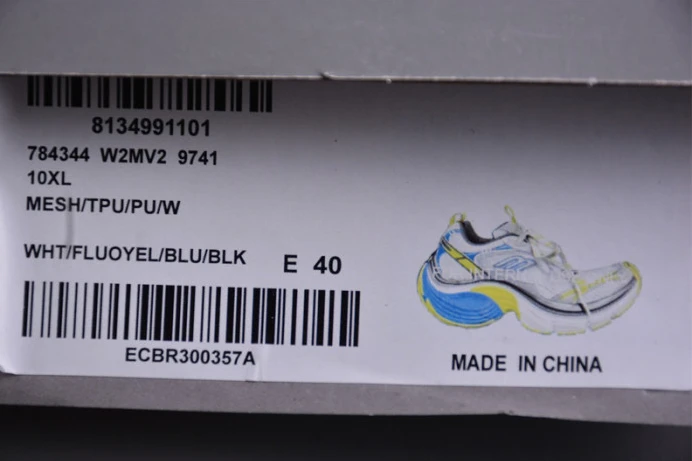 8134991101
784344 W2MV2 9741
10XL
MESH/TPU/PU/W
WHT/FLUOYEL/BLU/BLK E 40
ECBR300357A
MADE IN CHINA